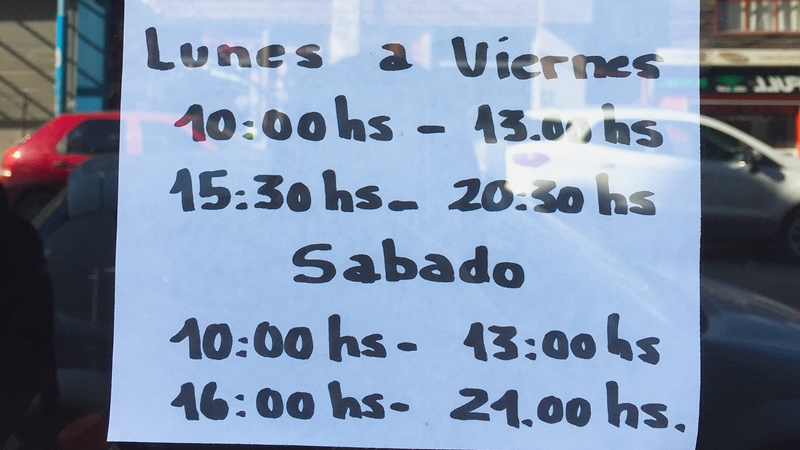 Lunes a Viernes
10:00 hs - 13.00 hs
15:30 hs - 20:30 hs
Sabado
10:00 hs - 13:00 hs
16:00 hs - 21.00 hs.